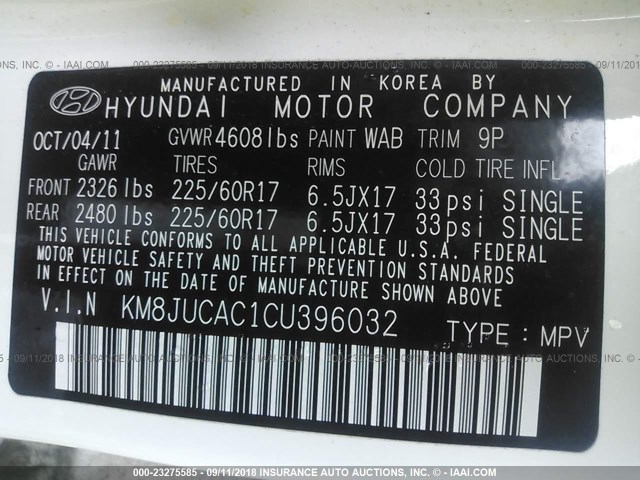 MANUFACTURED IN KOREA BY
HYUNDAI MOTOR COMPANY
OCT/04/11 GVWR 4608 lbs PAINT WAB TRIM 9P
GAWR TIRES RIMS COLD TIRE INFL.
FRONT 2326 lbs 225/60R17 6.5JX17 33psi SINGLE
REAR 2480 lbs 225/60R17 6.5JX17 33psi SINGLE
THIS VEHICLE CONFORMS TO ALL APPLICABLE U.S.A. FEDERAL
MOTOR VEHICLE SAFETY AND THEFT PREVENTION STANDARDS
IN EFFECT ON THE DATE OF MANUFACTURE SHOWN ABOVE.
V.I.N KM8JUCAC1CU396032
TYPE : MPV
000-23275585 - 09/11/2018 INSURANCE AUTO AUCTIONS, INC. - © IAAI.COM